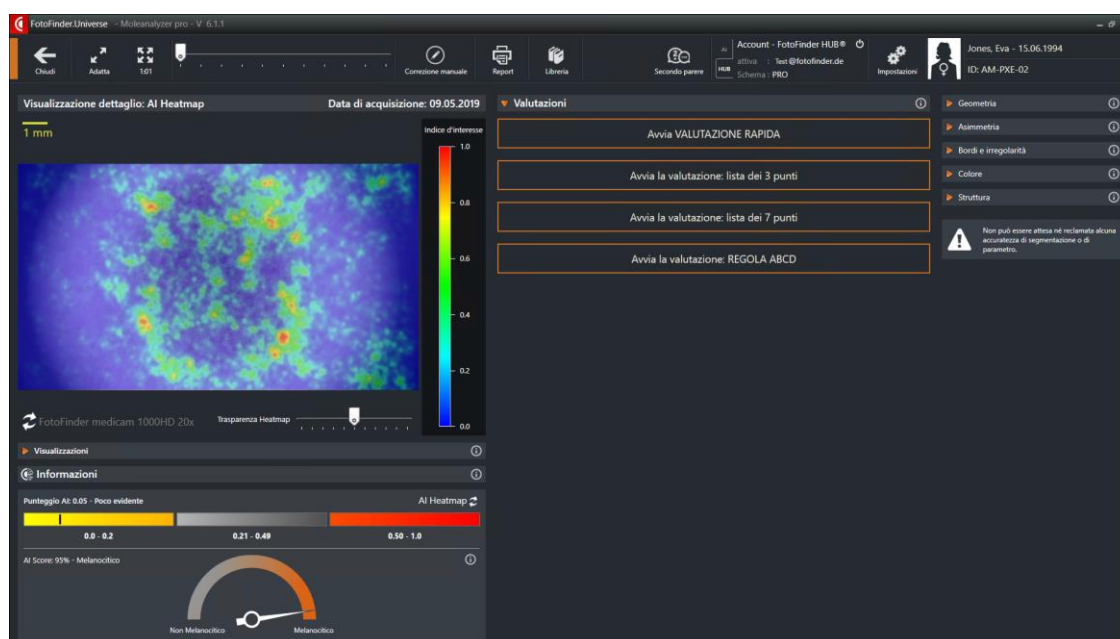 FotoFinder.Universe - Moleanalyzer pro - V 6.1.1
Chiudi
Adatta
1:01
Correzione manuale
Report
Libreria
Secondo parere
AI
HUB
Account - FotoFinder HUB®
attiva : Test@fotofinder.de
Schema : PRO
Impostazioni
Jones, Eva - 15.06.1994
ID: AM-PXE-02
Visualizzazione dettaglio: AI Heatmap
Data di acquisizione: 09.05.2019
1 mm
Indice d'interesse
1.0
0.8
0.6
0.4
0.2
0.0
FotoFinder medicam 1000HD 20x
Trasparenza Heatmap
Visualizzazioni
Informazioni
Punteggio AI: 0.05 - Poco evidente
AI Heatmap
0.0 - 0.2
0.21 - 0.49
0.50 - 1.0
AI Score: 95% - Melanocitico
Non Melanocitico
Melanocitico
Valutazioni
Avvia VALUTAZIONE RAPIDA
Avvia la valutazione: lista dei 3 punti
Avvia la valutazione: lista dei 7 punti
Avvia la valutazione: REGOLA ABCD
Geometria
Asimmetria
Bordi e irregolarità
Colore
Struttura
Non può essere attesa né reclamata alcuna
accuratezza di segmentazione o di
parametro.